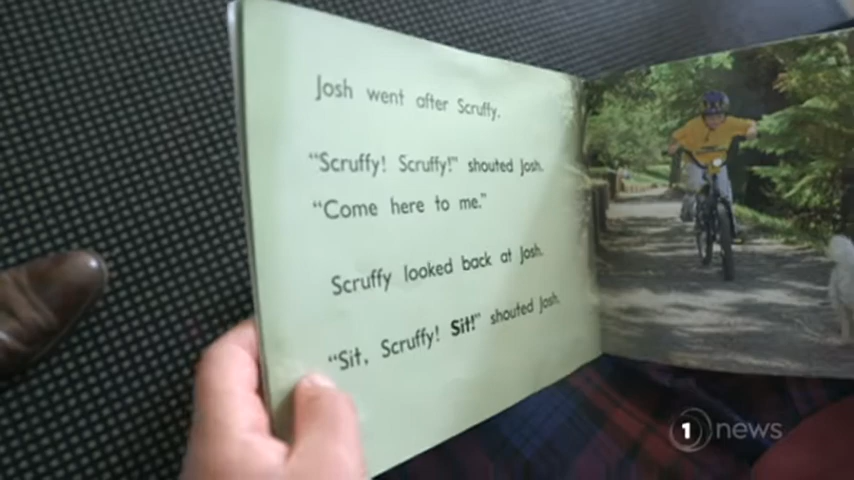 Josh went after Scruffy.
“Scruffy! Scruffy!” shouted Josh.
“Come here to me.”
Scruffy looked back at Josh.
“Sit, Scruffy! Sit!” shouted Josh.
1 news